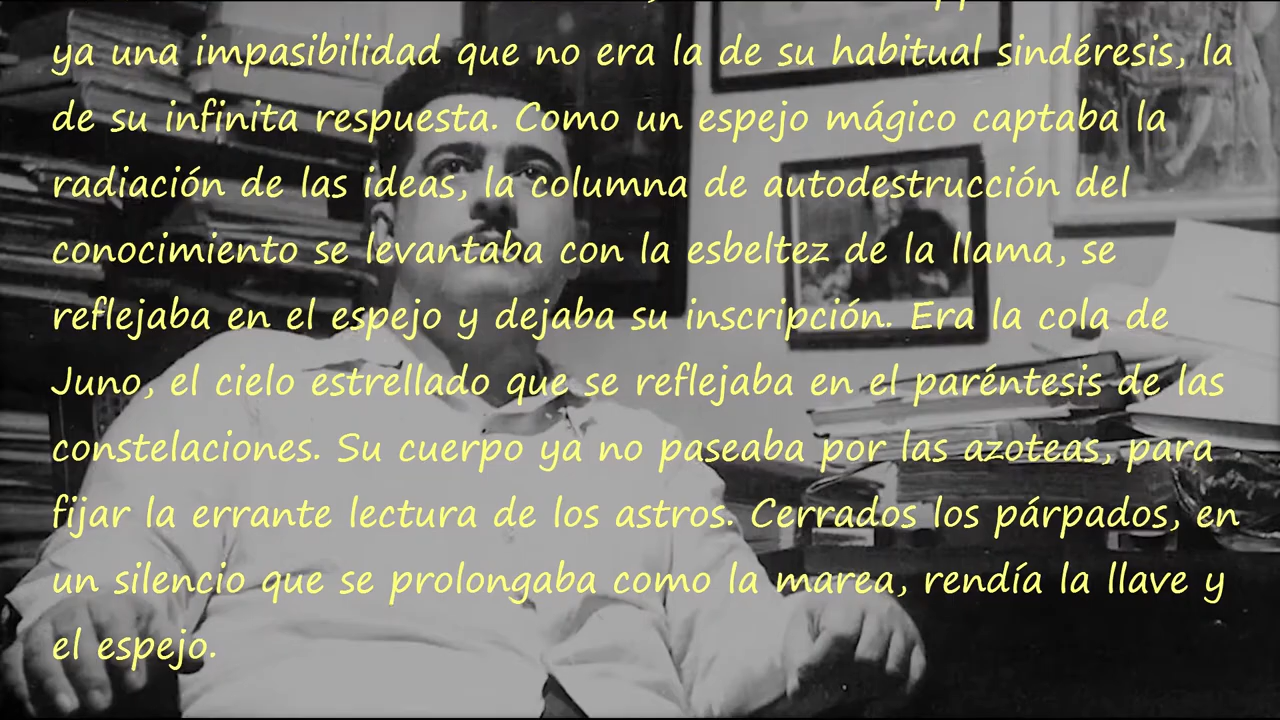 ya una impasibilidad que no era la de su habitual sindéresis, la
de su infinita respuesta. Como un espejo mágico captaba la
radiación de las ideas, la columna de autodestrucción del
conocimiento se levantaba con la esbeltez de la llama, se
reflejaba en el espejo y dejaba su inscripción. Era la cola de
Juno, el cielo estrellado que se reflejaba en el paréntesis de las
constelaciones. Su cuerpo ya no paseaba por las azoteas, para
fijar la errante lectura de los astros. Cerrados los párpados, en
un silencio que se prolongaba como la marea, rendía la llave y
el espejo.